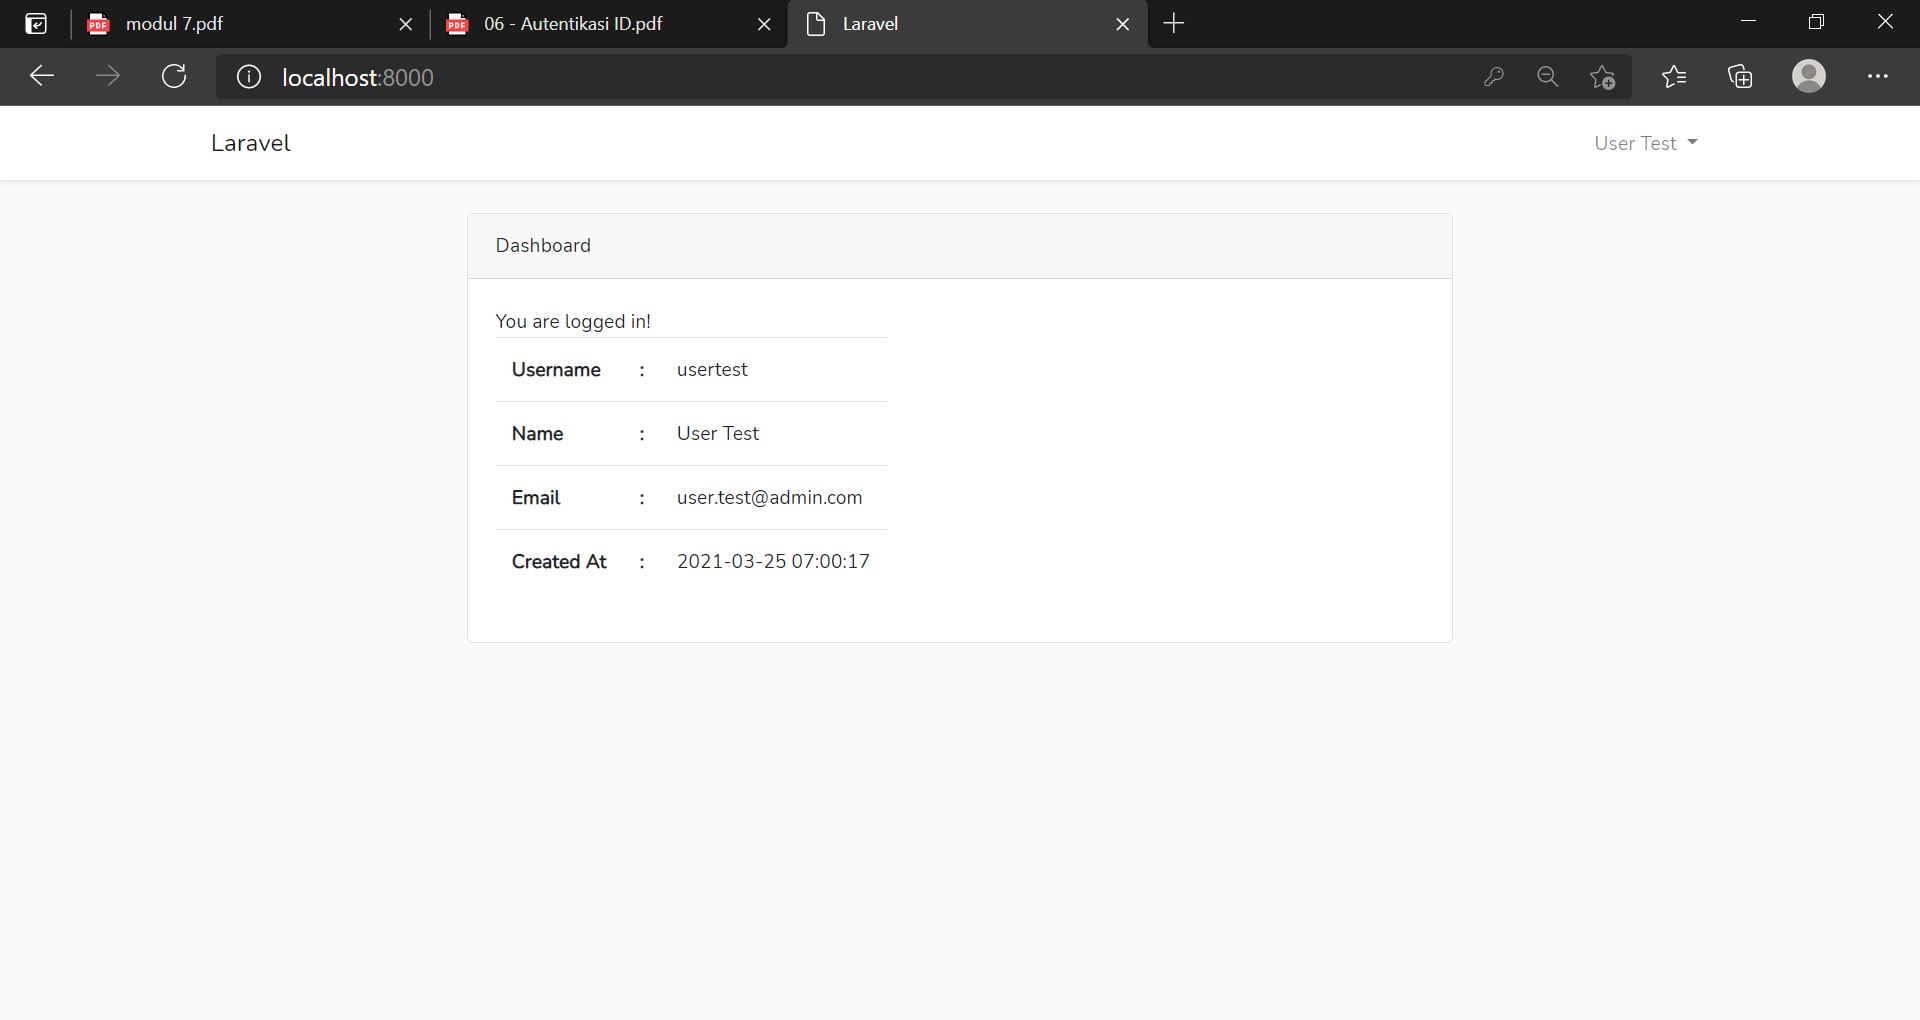 modul 7.pdf
06 - Autentikasi ID.pdf
Laravel
localhost:8000
Laravel
User Test
Dashboard
You are logged in!
Username : usertest
Name : User Test
Email : user.test@admin.com
Created At : 2021-03-25 07:00:17